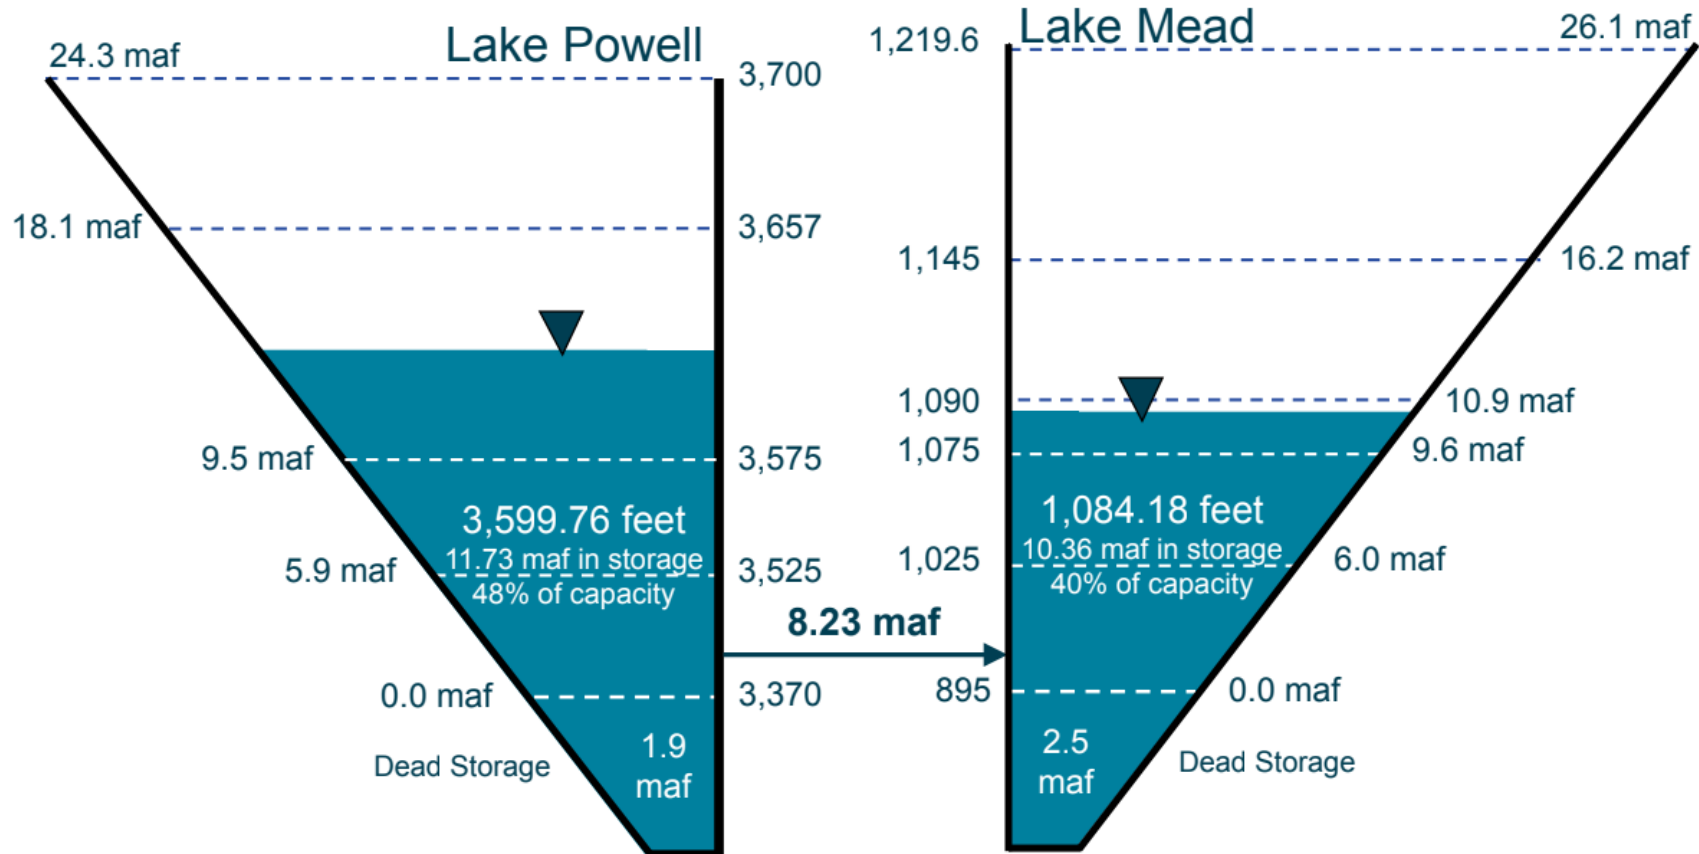 Lake Powell
24.3 maf
3,700
18.1 maf
3,657
9.5 maf
3,575
3,599.76 feet
11.73 maf in storage
5.9 maf
3,525
48% of capacity
0.0 maf
3,370
1.9
maf
Dead Storage
8.23 maf
Lake Mead
1,219.6
26.1 maf
1,145
16.2 maf
1,090
10.9 maf
1,075
9.6 maf
1,084.18 feet
10.36 maf in storage
1,025
6.0 maf
40% of capacity
895
0.0 maf
2.5
maf
Dead Storage